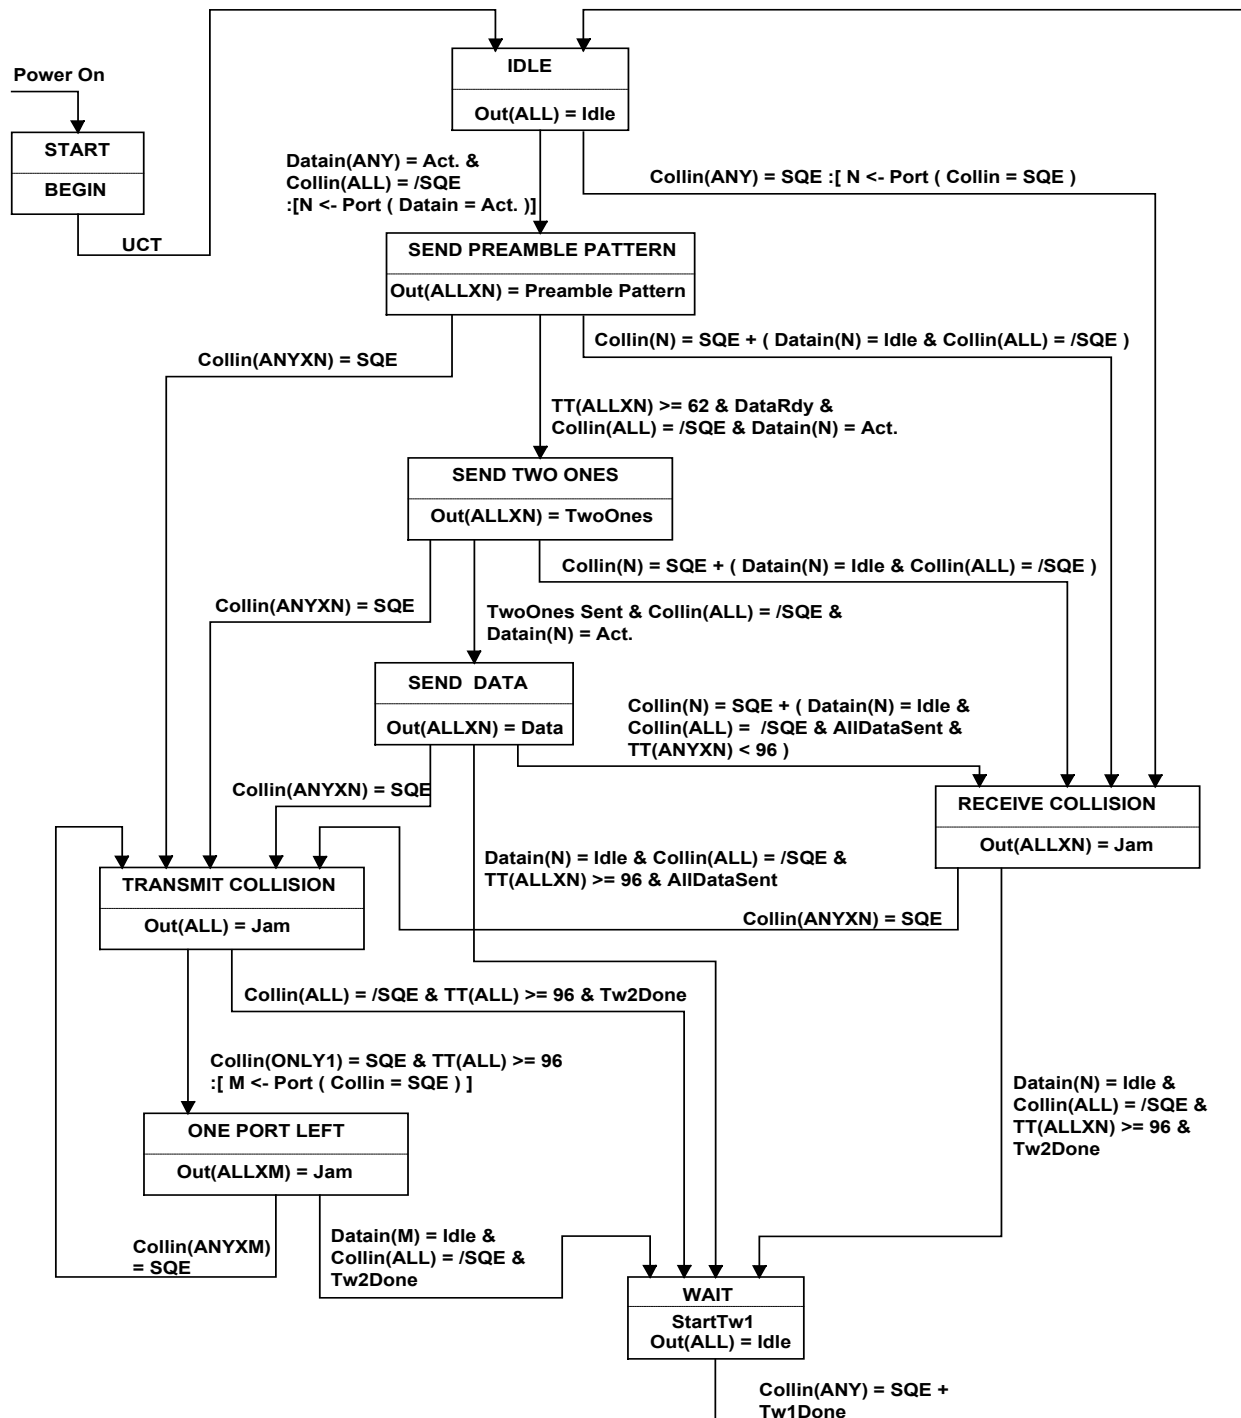 IDLE
Out(ALL) = Idle
Power On
START
BEGIN
UCT
Datain(ANY) = Act. &
Collin(ALL) = /SQE
:[N <- Port ( Datain = Act. )]
Collin(ANY) = SQE :[ N <- Port ( Collin = SQE )
SEND PREAMBLE PATTERN
Out(ALLXN) = Preamble Pattern
Collin(ANYXN) = SQE
Collin(N) = SQE + ( Datain(N) = Idle & Collin(ALL) = /SQE )
TT(ALLXN) >= 62 & DataRdy &
Collin(ALL) = /SQE & Datain(N) = Act.
SEND TWO ONES
Out(ALLXN) = TwoOnes
Collin(N) = SQE + ( Datain(N) = Idle & Collin(ALL) = /SQE )
Collin(ANYXN) = SQE
TwoOnes Sent & Collin(ALL) = /SQE &
Datain(N) = Act.
SEND DATA
Out(ALLXN) = Data
Collin(N) = SQE + ( Datain(N) = Idle &
Collin(ALL) = /SQE & AllDataSent &
TT(ANYXN) < 96 )
Collin(ANYXN) = SQE
RECEIVE COLLISION
Out(ALLXN) = Jam
Datain(N) = Idle & Collin(ALL) = /SQE &
TT(ALLXN) >= 96 & AllDataSent
TRANSMIT COLLISION
Out(ALL) = Jam
Collin(ANYXN) = SQE
Collin(ALL) = /SQE & TT(ALL) >= 96 & Tw2Done
Collin(ONLY1) = SQE & TT(ALL) >= 96
:[ M <- Port ( Collin = SQE ) ]
Datain(N) = Idle &
Collin(ALL) = /SQE &
TT(ALLXN) >= 96 &
Tw2Done
ONE PORT LEFT
Out(ALLXM) = Jam
Collin(ANYXM)
= SQE
Datain(M) = Idle &
Collin(ALL) = /SQE &
Tw2Done
WAIT
StartTw1
Out(ALL) = Idle
Collin(ANY) = SQE +
Tw1Done